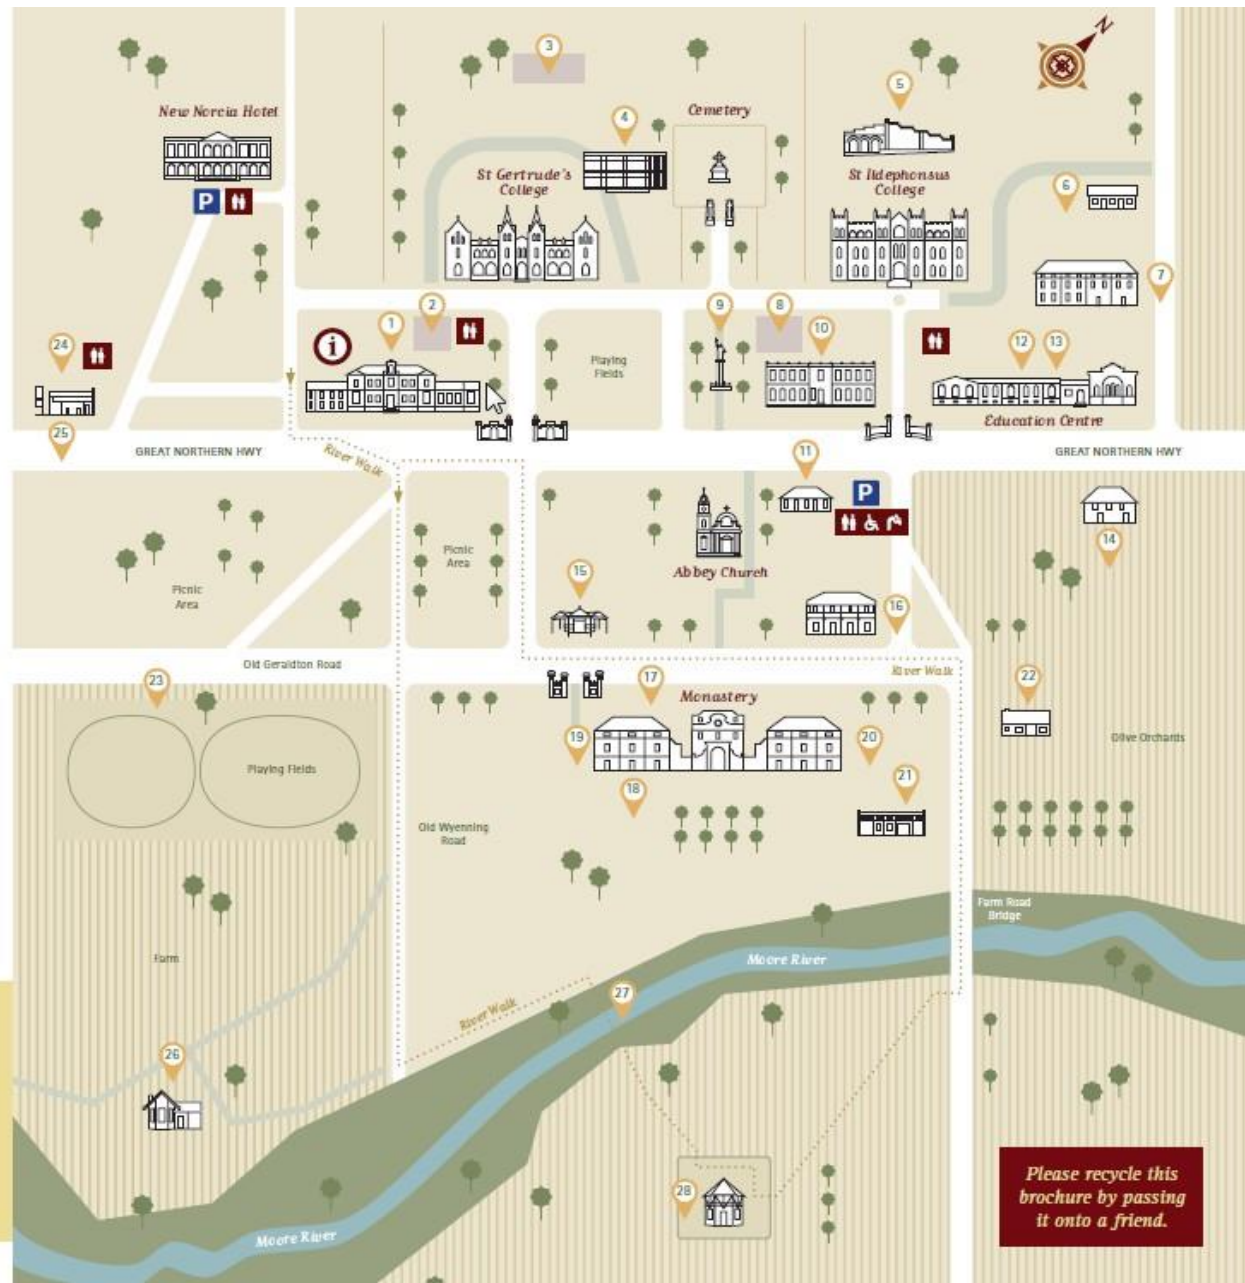 N
3
5
New Norcia Hotel
4
Cemetery
St Gertrude's
College
St Ildephonsus
College
6
P
7
24
1
2
9
8
10
12
13
i
Playing
Fields
Education Centre
25
GREAT NORTHERN HWY
River Walk
11
GREAT NORTHERN HWY
P
14
Picnic
Area
Picnic
Area
15
Abbey Church
16
Old Geraldton Road
River Walk
23
17
Monastery
22
19
20
Olive Orchards
Playing Fields
18
21
Old Wyenning
Road
Farm Road
Bridge
Farm
Moore River
27
River Walk
26
28
Please recycle this
brochure by passing
it onto a friend.
Moore River